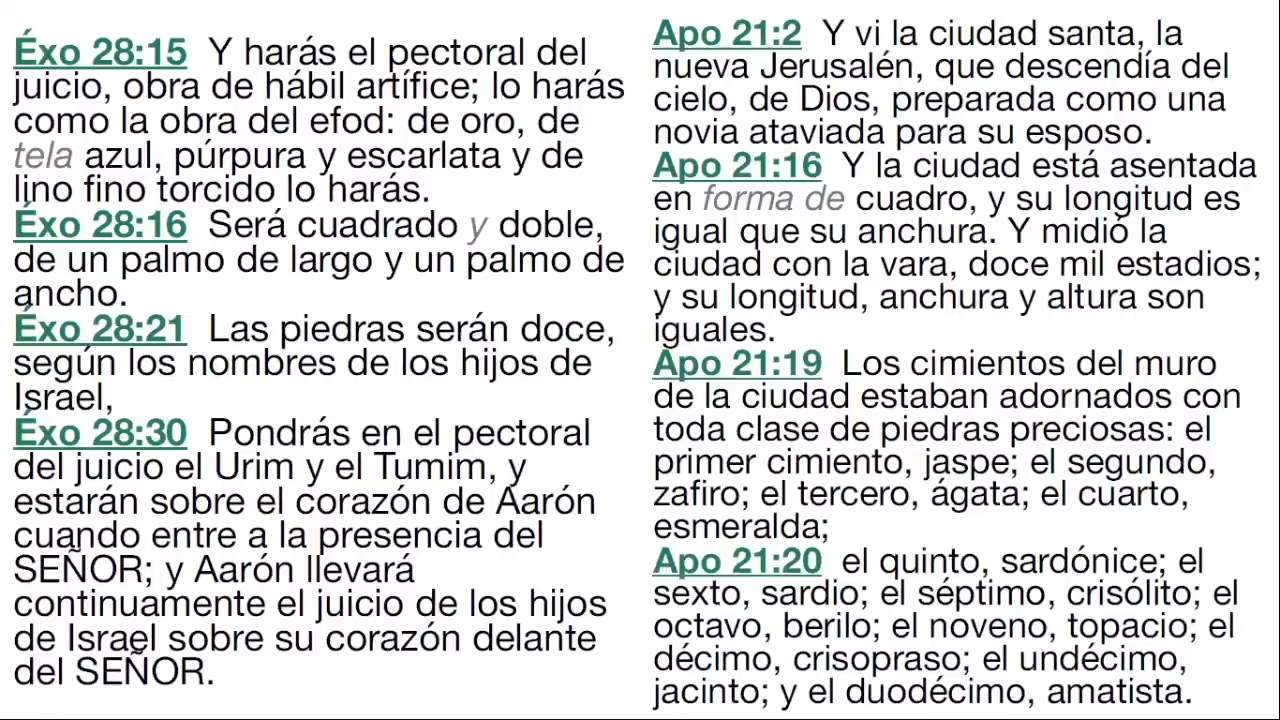 Éxo 28:15 Y harás el pectoral del
juicio, obra de hábil artífice; lo harás
como la obra del efod: de oro, de
tela azul, púrpura y escarlata y de
lino fino torcido lo harás.
Éxo 28:16 Será cuadrado y doble,
de un palmo de largo y un palmo de
ancho.
Éxo 28:21 Las piedras serán doce,
según los nombres de los hijos de
Israel,
Éxo 28:30 Pondrás en el pectoral
del juicio el Urim y el Tumim, y
estarán sobre el corazón de Aarón
cuando entre a la presencia del
SEÑOR; y Aarón llevará
continuamente el juicio de los hijos
de Israel sobre su corazón delante
del SEÑOR.
Apo 21:2 Y vi la ciudad santa, la
nueva Jerusalén, que descendía del
cielo, de Dios, preparada como una
novia ataviada para su esposo.
Apo 21:16 Y la ciudad está asentada
en forma de cuadro, y su longitud es
igual que su anchura. Y midió la
ciudad con la vara, doce mil estadios;
y su longitud, anchura y altura son
iguales.
Apo 21:19 Los cimientos del muro
de la ciudad estaban adornados con
toda clase de piedras preciosas: el
primer cimiento, jaspe; el segundo,
zafiro; el tercero, ágata; el cuarto,
esmeralda;
Apo 21:20 el quinto, sardónice; el
sexto, sardio; el séptimo, crisólito; el
octavo, berilo; el noveno, topacio; el
décimo, crisopraso; el undécimo,
jacinto; y el duodécimo, amatista.